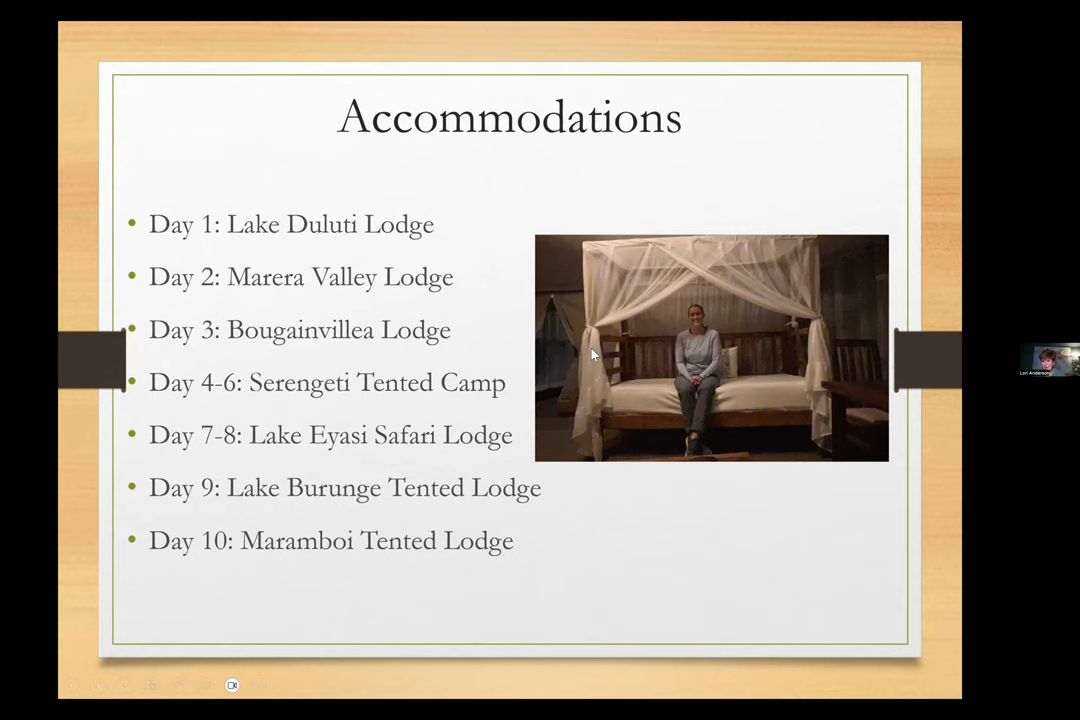 Accommodations
• Day 1: Lake Duluti Lodge
• Day 2: Marera Valley Lodge
• Day 3: Bougainvillea Lodge
• Day 4-6: Serengeti Tented Camp
• Day 7-8: Lake Eyasi Safari Lodge
• Day 9: Lake Burunge Tented Lodge
• Day 10: Maramboi Tented Lodge
Lori Anderson